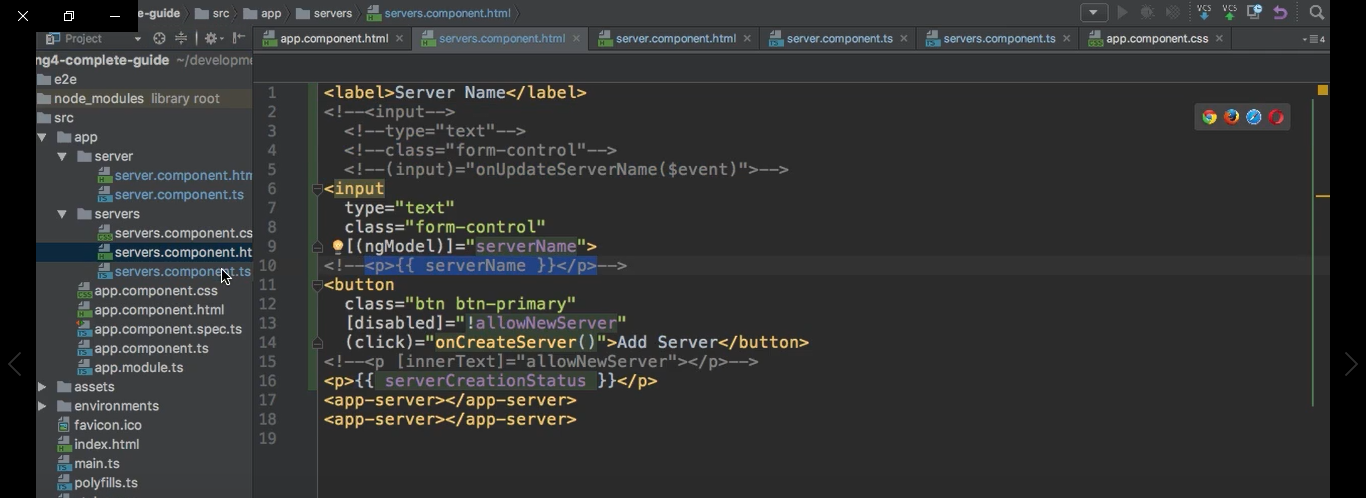 e-guide src app servers servers.component.html
Project
app.component.html servers.component.html server.component.html server.component.ts servers.component.ts app.component.css 4
ng4-complete-guide ~/developme
e2e
node_modules library root
src
app
server
server.component.htm
server.component.ts
servers
servers.component.cs
servers.component.ht
servers.component.ts
app.component.css
app.component.html
app.component.spec.ts
app.component.ts
app.module.ts
assets
environments
favicon.ico
index.html
main.ts
polyfills.ts
VCS VCS
1 <label>Server Name</label>
2 <!--<input-->
3 <!--type="text"-->
4 <!--class="form-control"-->
5 <!--(input)="onUpdateServerName($event)">-->
6 <input
7 type="text"
8 class="form-control"
9 [(ngModel)]="serverName">
10 <!--<p>{{ serverName }}</p>-->
11 <button
12 class="btn btn-primary"
13 [disabled]="!allowNewServer"
14 (click)="onCreateServer()">Add Server</button>
15 <!--<p [innerText]="allowNewServer"></p>-->
16 <p>{{ serverCreationStatus }}</p>
17 <app-server></app-server>
18 <app-server></app-server>
19